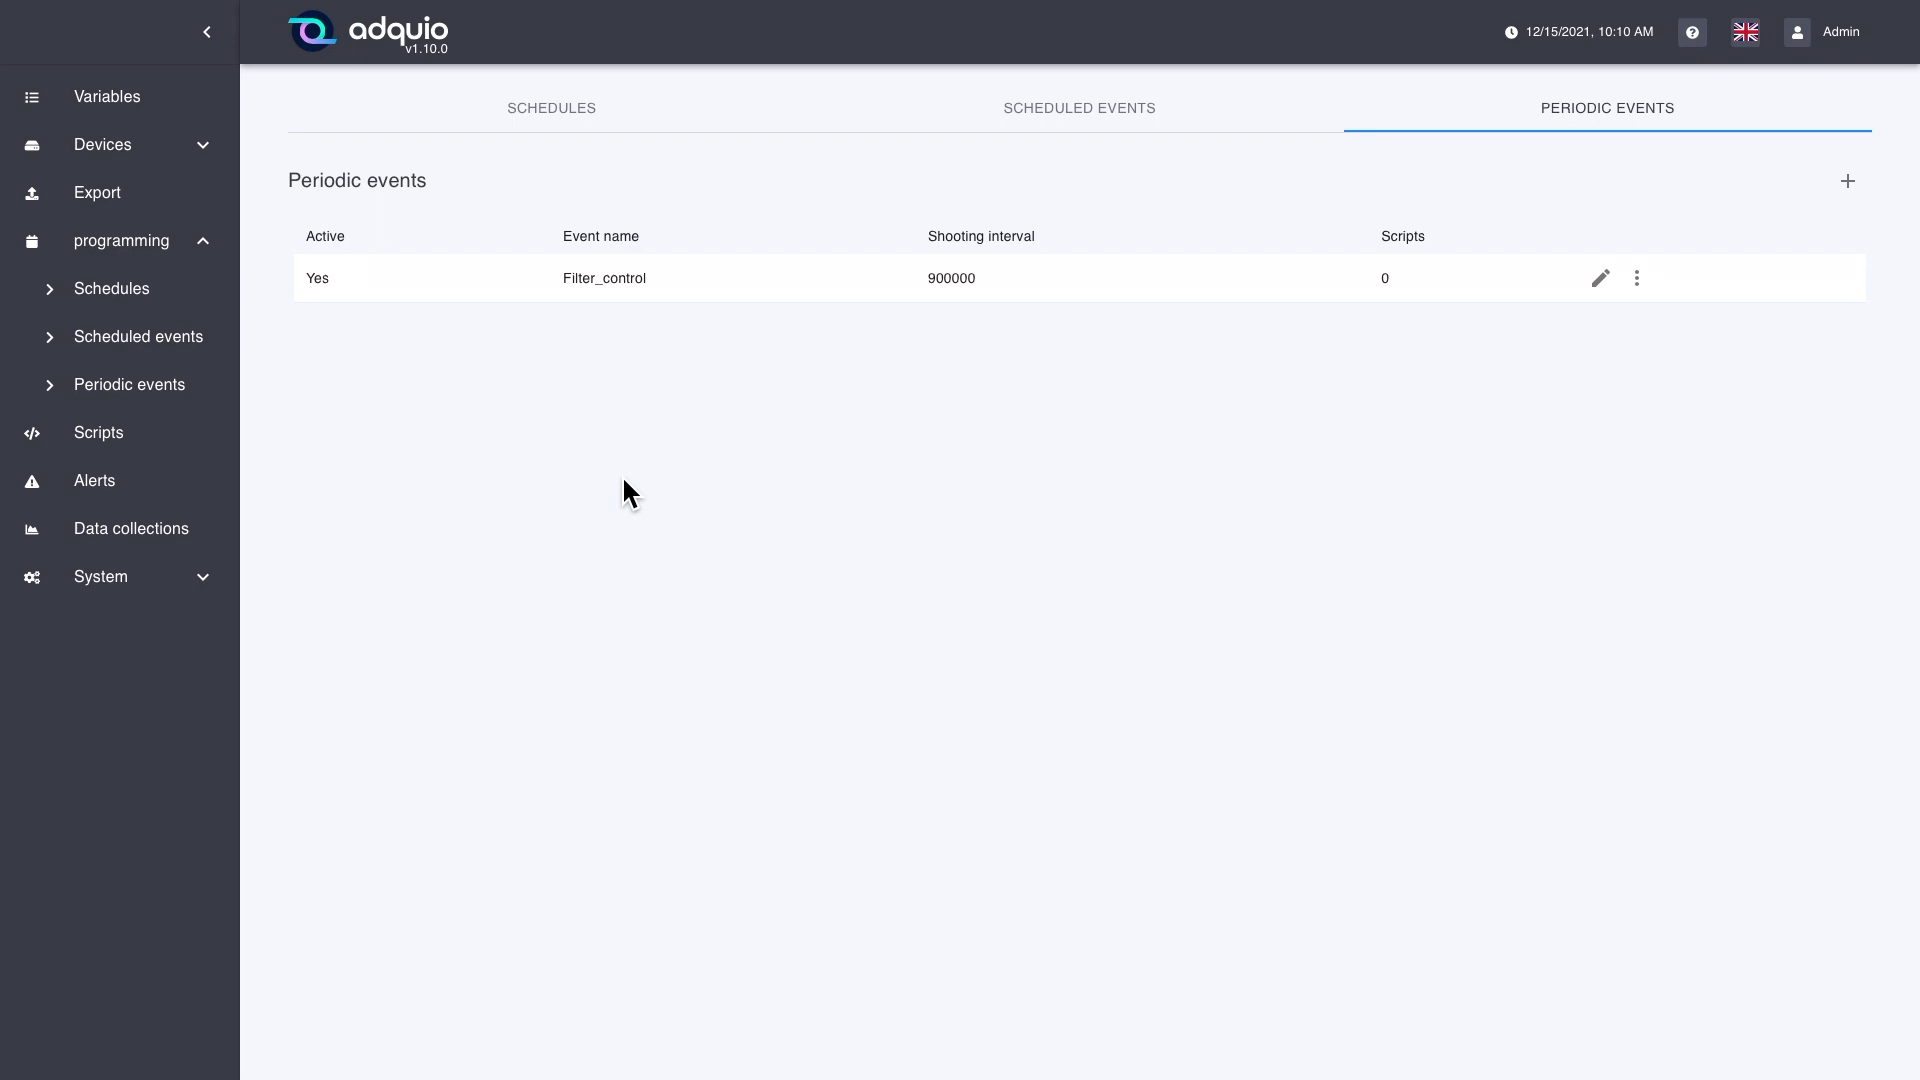 adquio
v1.10.0
12/15/2021, 10:10 AM
Admin
Variables
Devices
Export
programming
Schedules
Scheduled events
Periodic events
Scripts
Alerts
Data collections
System
SCHEDULES
SCHEDULED EVENTS
PERIODIC EVENTS
Periodic events
Active Event name Shooting interval Scripts
Yes Filter_control 900000 0